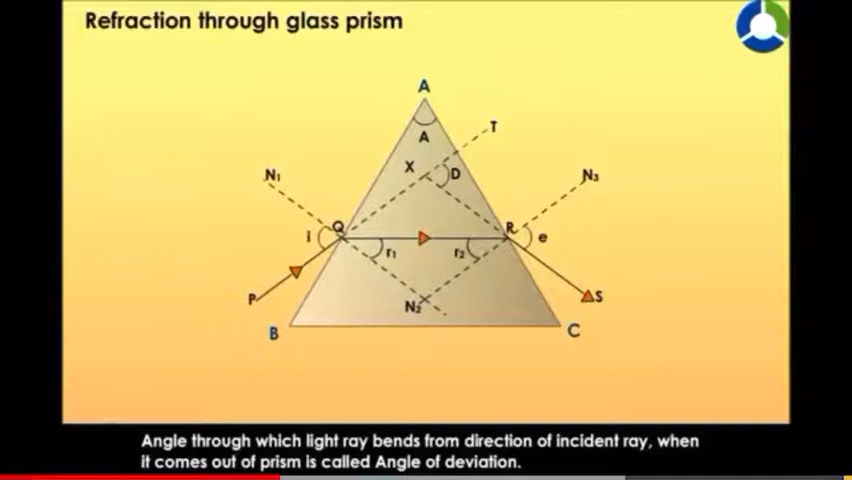 Refraction through glass prism
A
A
T
X
D
N₁
N₃
Q
R
i
e
r₁
r₂
P
S
N₂
B
C
Angle through which light ray bends from direction of incident ray, when
it comes out of prism is called Angle of deviation.